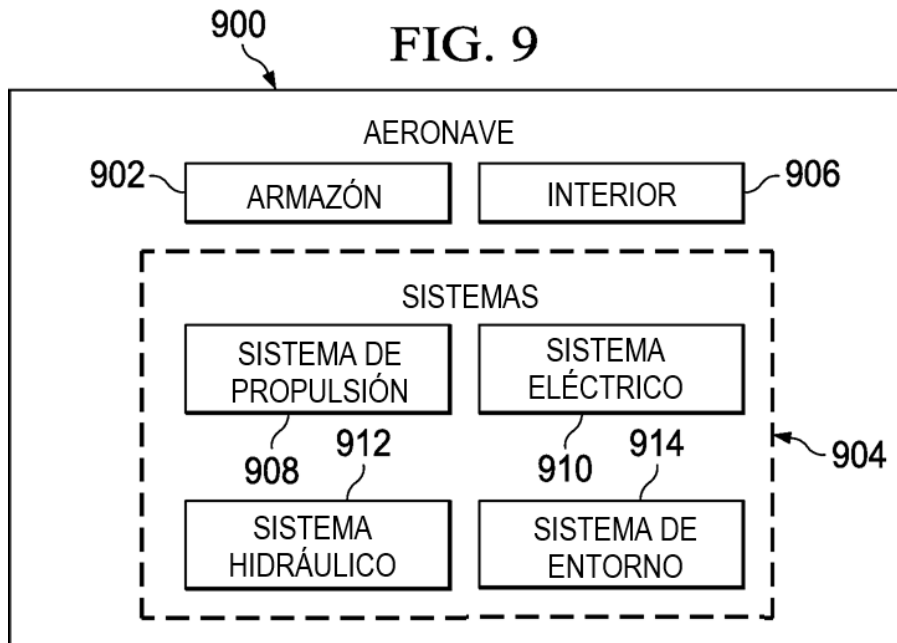 900
FIG. 9
AERONAVE
902
ARMAZÓN
INTERIOR
906
SISTEMAS
SISTEMA DE
PROPULSIÓN
SISTEMA
ELÉCTRICO
908
912
910
914
904
SISTEMA
HIDRÁULICO
SISTEMA DE
ENTORNO